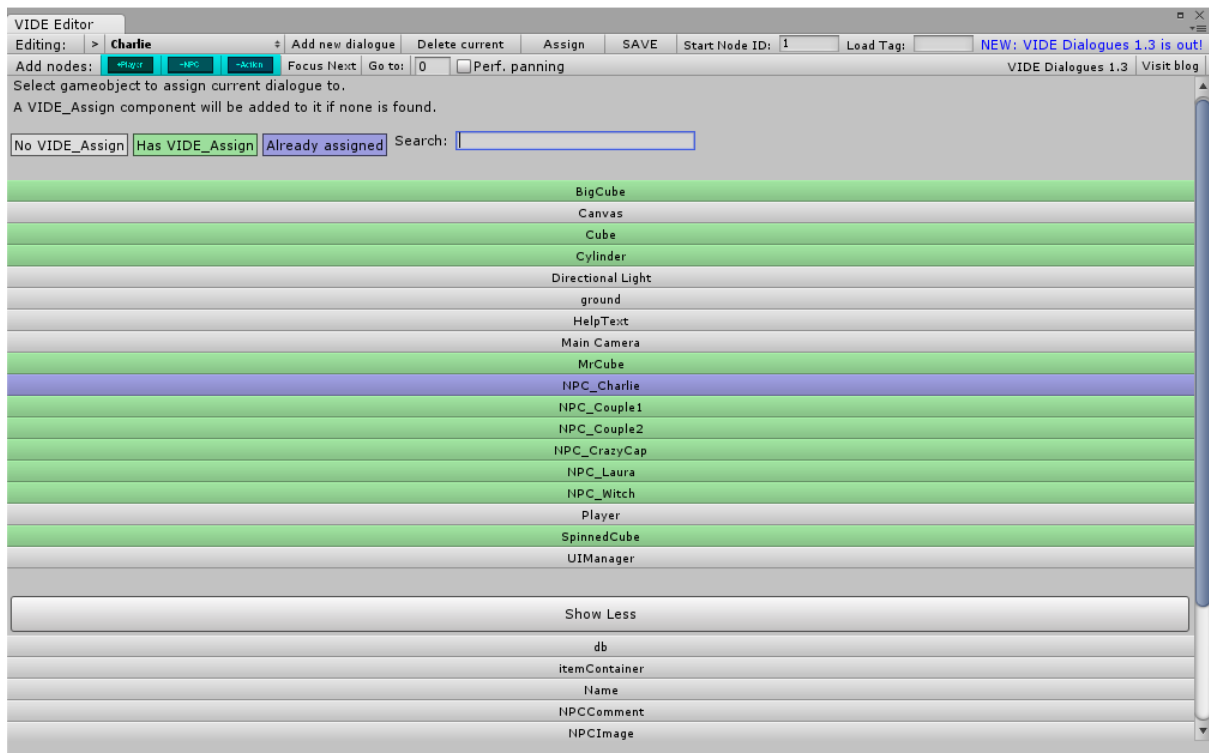 VIDE Editor
Editing: > Charlie Add new dialogue Delete current Assign SAVE Start Node ID: 1 Load Tag: NEW: VIDE Dialogues 1.3 is out!
Add nodes: +Player +NPC +Action Focus Next Go to: 0 Perf. panning VIDE Dialogues 1.3 Visit blog
Select gameobject to assign current dialogue to.
A VIDE_Assign component will be added to it if none is found.
No VIDE_Assign Has VIDE_Assign Already assigned Search:
BigCube
Canvas
Cube
Cylinder
Directional Light
ground
HelpText
Main Camera
MrCube
NPC_Charlie
NPC_Couple1
NPC_Couple2
NPC_CrazyCap
NPC_Laura
NPC_Witch
Player
SpinnedCube
UIManager
Show Less
db
itemContainer
Name
NPCComment
NPCImage